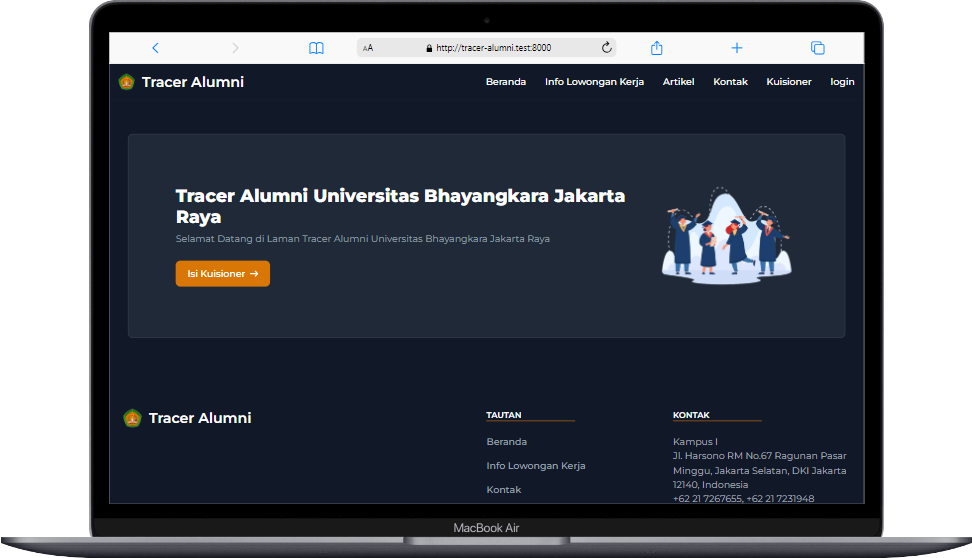 AA http://tracer-alumni.test:8000
Tracer Alumni
Beranda Info Lowongan Kerja Artikel Kontak Kuisioner login
Tracer Alumni Universitas Bhayangkara Jakarta
Raya
Selamat Datang di Laman Tracer Alumni Universitas Bhayangkara Jakarta Raya
Isi Kuisioner →
Tracer Alumni
TAUTAN
Beranda
Info Lowongan Kerja
Kontak
KONTAK
Kampus I
Jl. Harsono RM No.67 Ragunan Pasar
Minggu, Jakarta Selatan, DKI Jakarta
12140, Indonesia
+62 21 7267655, +62 21 7231948
MacBook Air